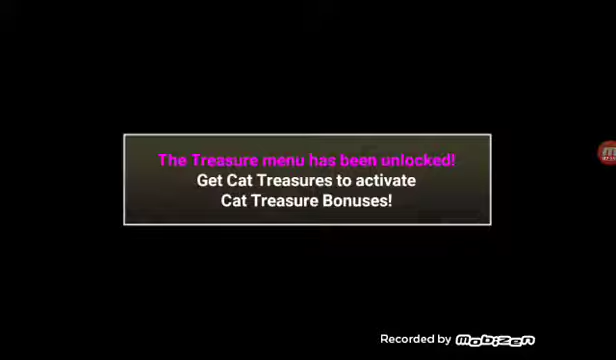 The Treasure menu has been unlocked!
Get Cat Treasures to activate
Cat Treasure Bonuses!
Recorded by mobizen